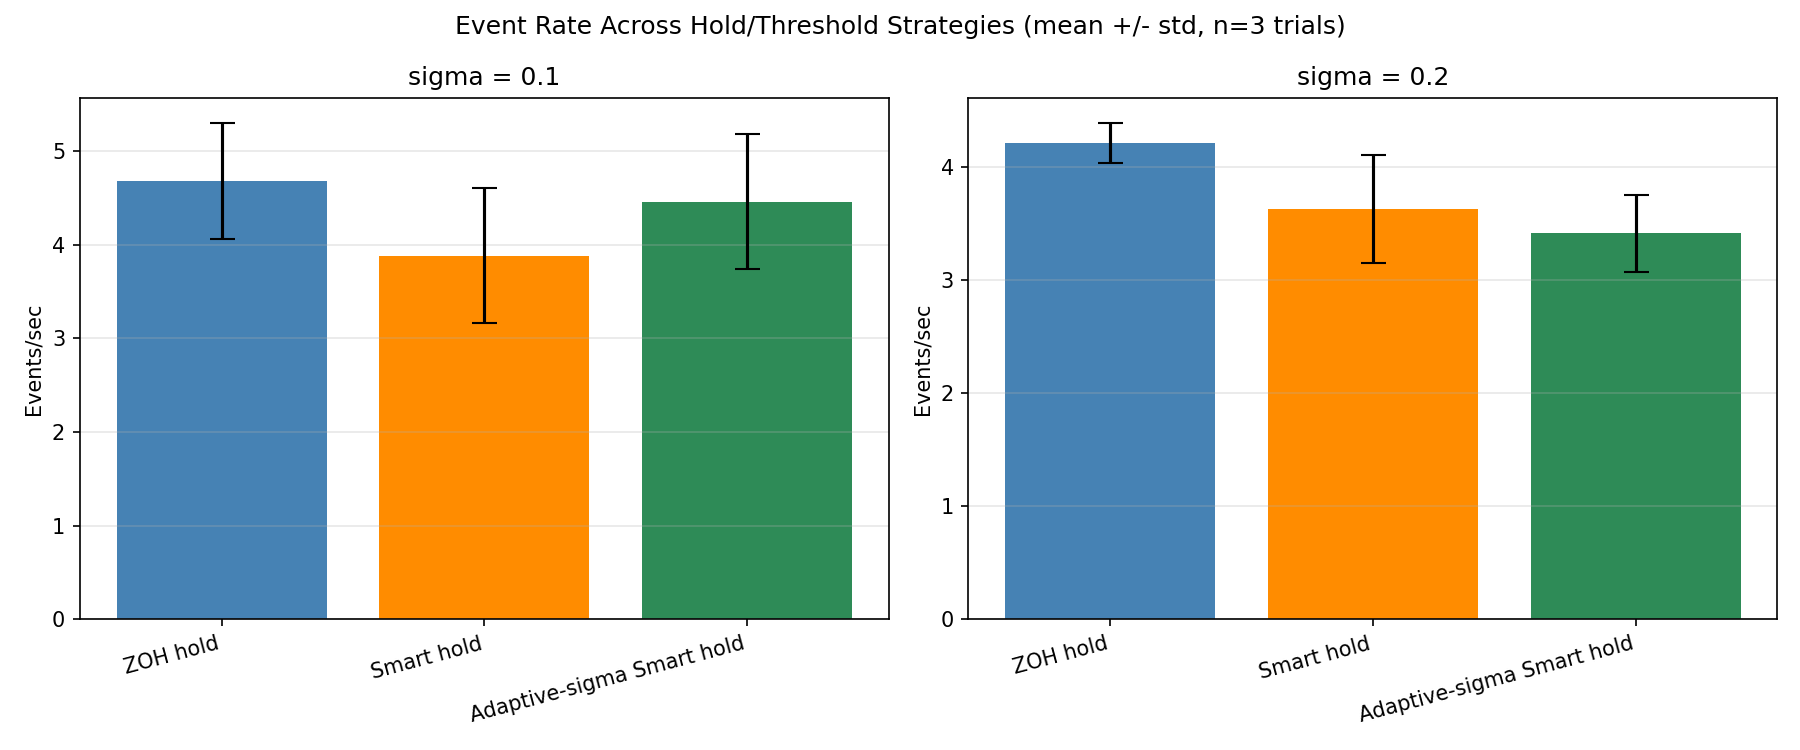 Event Rate Across Hold/Threshold Strategies (mean +/- std, n=3 trials)
sigma = 0.1
Events/sec
5
4
3
2
1
0
ZOH hold
Smart hold
Adaptive-sigma Smart hold
sigma = 0.2
Events/sec
4
3
2
1
0
ZOH hold
Smart hold
Adaptive-sigma Smart hold